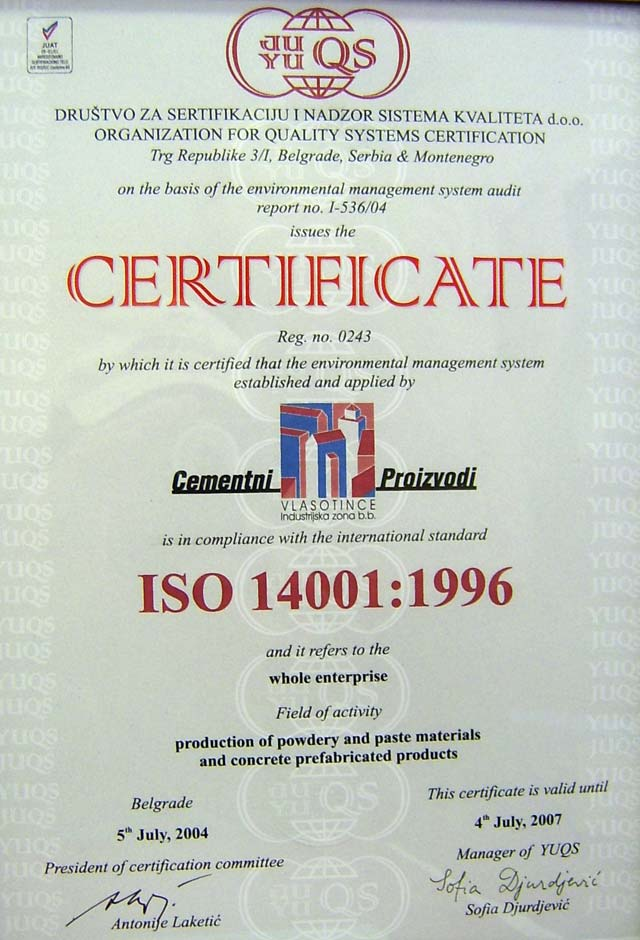 JUAT
JU QS
YU
DRUŠTVO ZA SERTIFIKACIJU I NADZOR SISTEMA KVALITETA d.o.o.
ORGANIZATION FOR QUALITY SYSTEMS CERTIFICATION
Trg Republike 3/I, Belgrade, Serbia & Montenegro
on the basis of the environmental management system audit
report no. I-536/04
issues the
CERTIFICATE
Reg. no. 0243
by which it is certified that the environmental management system
established and applied by
Cementni Proizvodi
VLASOTINCE
Industrijska zona b.b.
is in compliance with the international standard
ISO 14001:1996
and it refers to the
whole enterprise
Field of activity
production of powdery and paste materials
and concrete prefabricated products
Belgrade
5th July, 2004
President of certification committee
Antonije Laketić
This certificate is valid until
4th July, 2007
Manager of YUQS
Sofia Djurdjević
Sofia Djurdjević